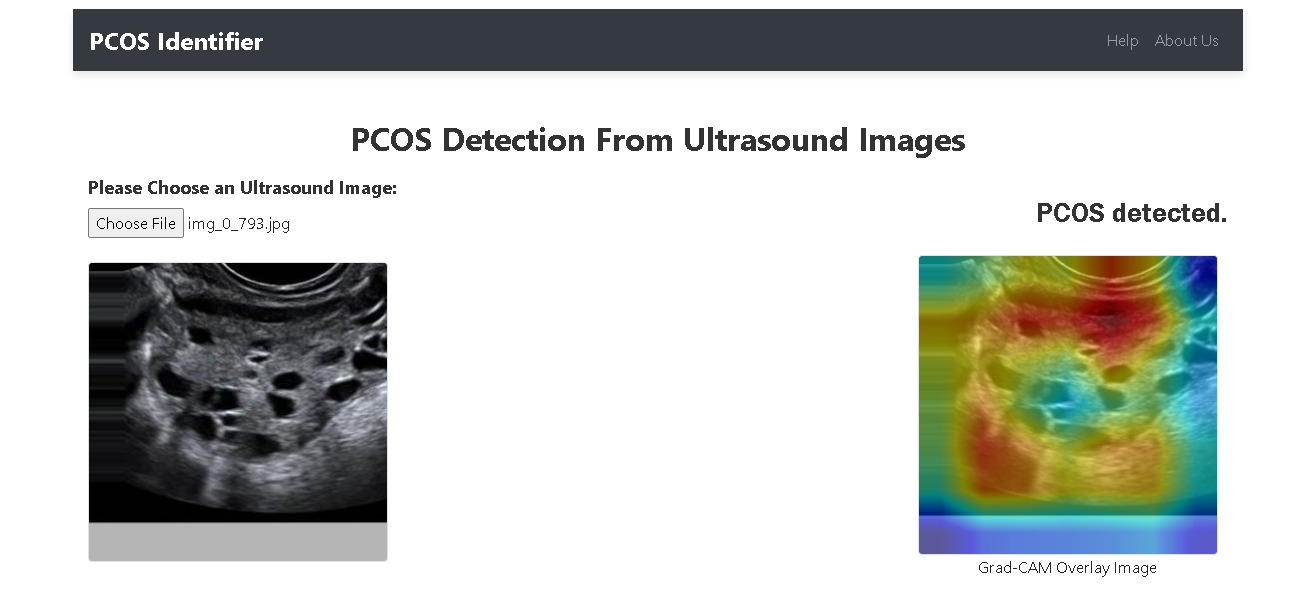 PCOS Identifier
Help About Us
PCOS Detection From Ultrasound Images
Please Choose an Ultrasound Image:
Choose File img_0_793.jpg
PCOS detected.
Grad-CAM Overlay Image